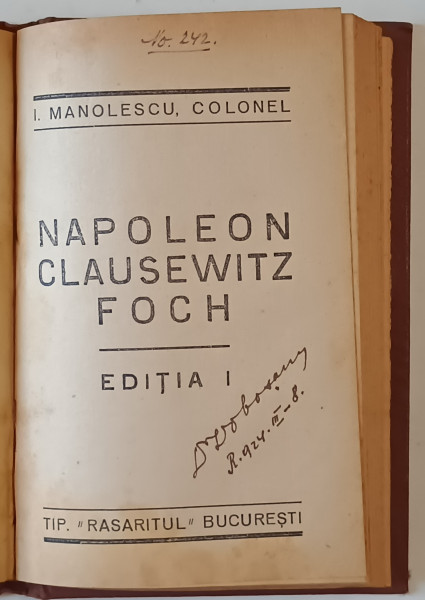 No. 242.
I. MANOLESCU, COLONEL
NAPOLEON
CLAUSEWITZ
FOCH
EDIȚIA I
R. 924. III-8.
TIP. "RASARITUL" BUCUREȘTI